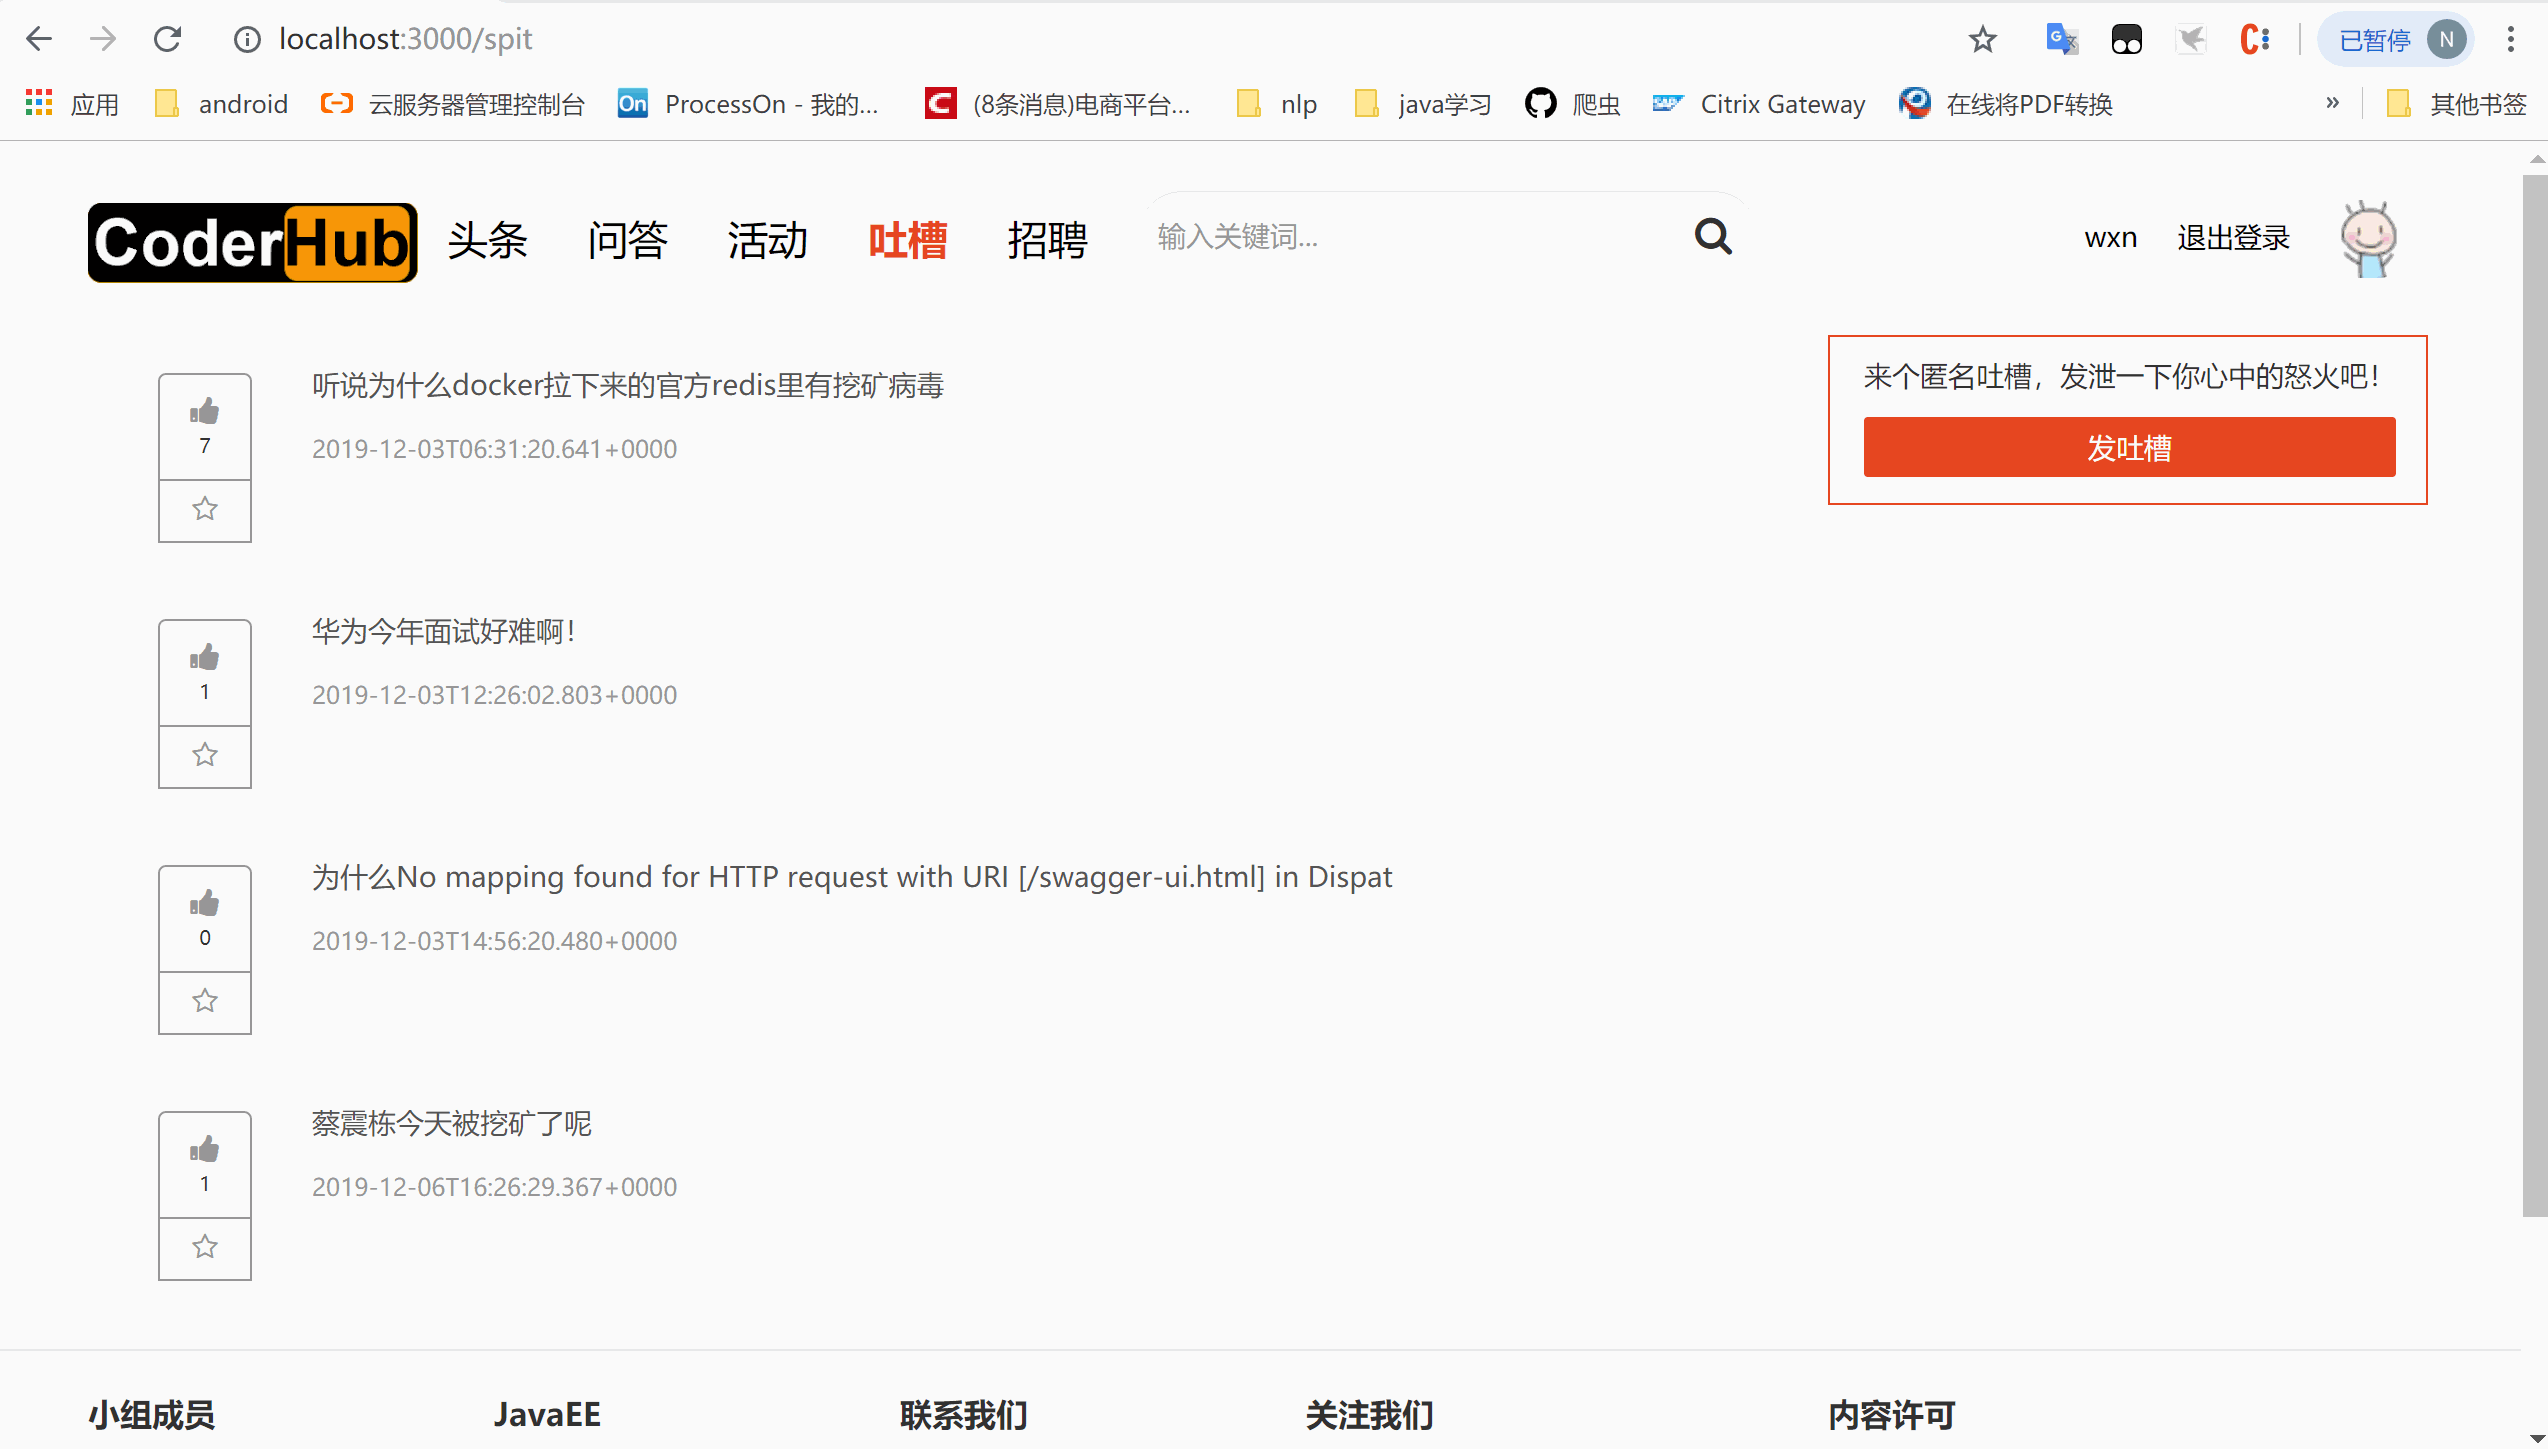 localhost:3000/spit
已暂停 N
应用 android 云服务器管理控制台 On ProcessOn - 我的... (8条消息)电商平台... nlp java学习 爬虫 Citrix Gateway 在线将PDF转换 » 其他书签
CoderHub 头条 问答 活动 吐槽 招聘 输入关键词... wxn 退出登录
来个匿名吐槽，发泄一下你心中的怒火吧！
发吐槽
听说为什么docker拉下来的官方redis里有挖矿病毒
7
2019-12-03T06:31:20.641+0000
华为今年面试好难啊！
1
2019-12-03T12:26:02.803+0000
为什么No mapping found for HTTP request with URI [/swagger-ui.html] in Dispat
0
2019-12-03T14:56:20.480+0000
蔡震栋今天被挖矿了呢
1
2019-12-06T16:26:29.367+0000
小组成员 JavaEE 联系我们 关注我们 内容许可